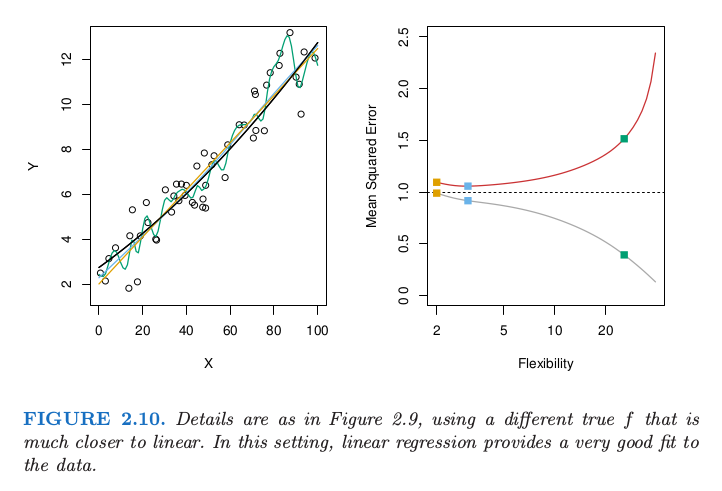 12
10
8
6
4
2
Y
0 20 40 60 80 100
X
2.5
2.0
1.5
1.0
0.5
0.0
Mean Squared Error
2 5 10 20
Flexibility
FIGURE 2.10. Details are as in Figure 2.9, using a different true f that is
much closer to linear. In this setting, linear regression provides a very good fit to
the data.